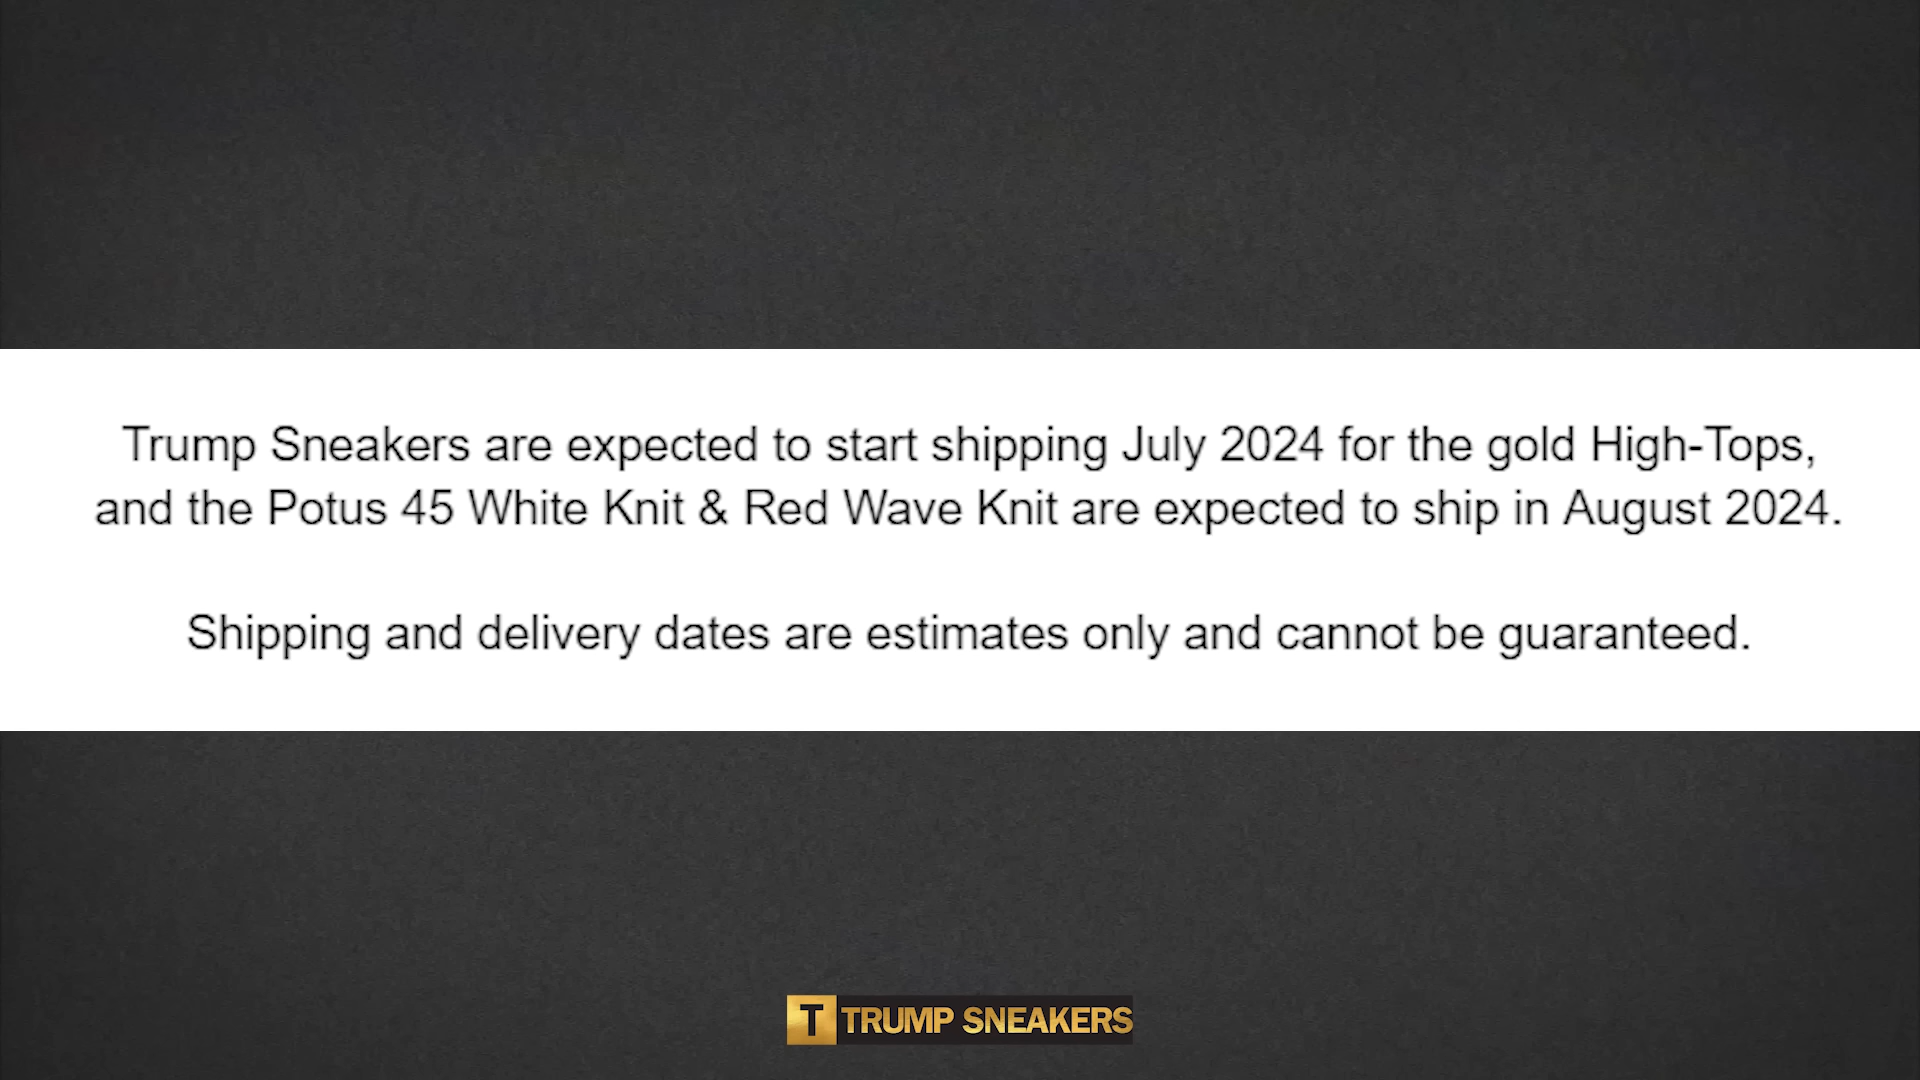 Trump Sneakers are expected to start shipping July 2024 for the gold High-Tops,
and the Potus 45 White Knit & Red Wave Knit are expected to ship in August 2024.
Shipping and delivery dates are estimates only and cannot be guaranteed.
T TRUMP SNEAKERS